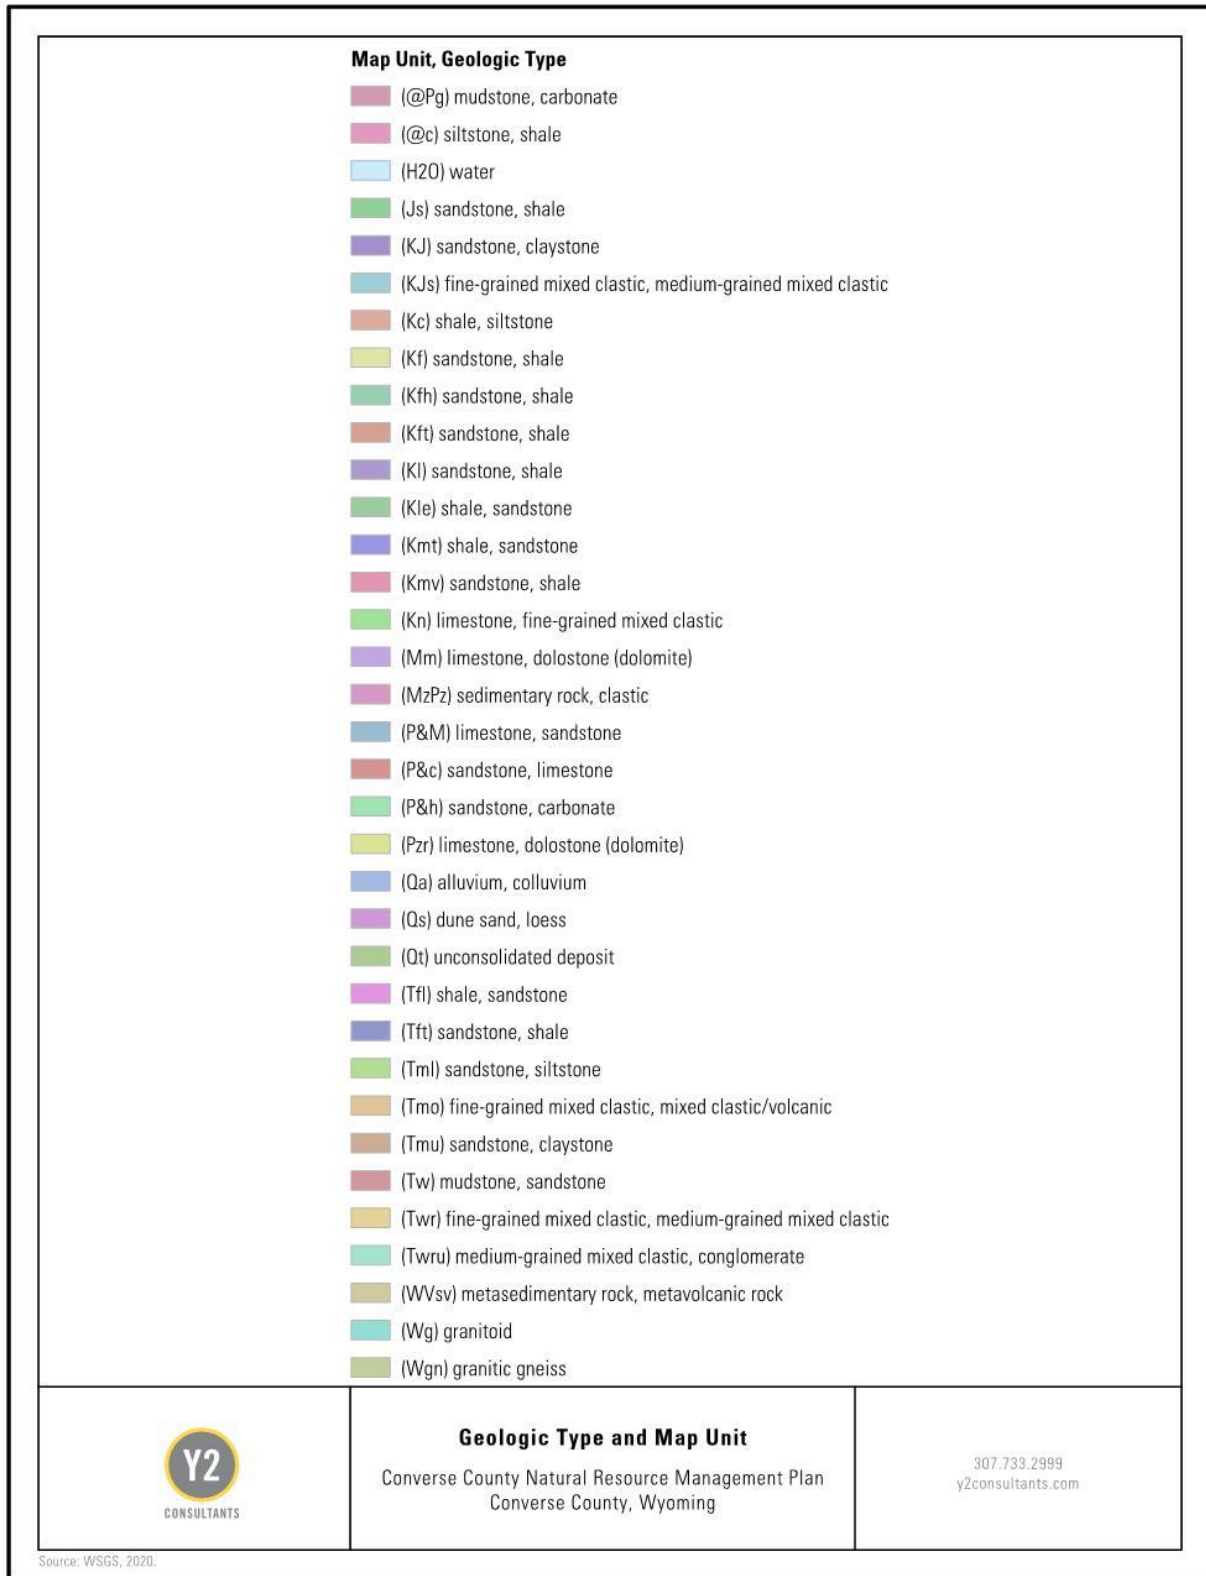 Map Unit, Geologic Type
(@Pg) mudstone, carbonate
(@c) siltstone, shale
(H2O) water
(Js) sandstone, shale
(KJ) sandstone, claystone
(KJs) fine-grained mixed clastic, medium-grained mixed clastic
(Kc) shale, siltstone
(Kf) sandstone, shale
(Kfh) sandstone, shale
(Kft) sandstone, shale
(Kl) sandstone, shale
(Kle) shale, sandstone
(Kmt) shale, sandstone
(Kmv) sandstone, shale
(Kn) limestone, fine-grained mixed clastic
(Mm) limestone, dolostone (dolomite)
(MzPz) sedimentary rock, clastic
(P&M) limestone, sandstone
(P&c) sandstone, limestone
(P&h) sandstone, carbonate
(Pzr) limestone, dolostone (dolomite)
(Qa) alluvium, colluvium
(Qs) dune sand, loess
(Qt) unconsolidated deposit
(Tfl) shale, sandstone
(Tft) sandstone, shale
(Tml) sandstone, siltstone
(Tmo) fine-grained mixed clastic, mixed clastic/volcanic
(Tmu) sandstone, claystone
(Tw) mudstone, sandstone
(Twr) fine-grained mixed clastic, medium-grained mixed clastic
(Twru) medium-grained mixed clastic, conglomerate
(WVsv) metasedimentary rock, metavolcanic rock
(Wg) granitoid
(Wgn) granitic gneiss
Y2
CONSULTANTS
Geologic Type and Map Unit
Converse County Natural Resource Management Plan
Converse County, Wyoming
307.733.2999
y2consultants.com
Source: WSGS, 2020.